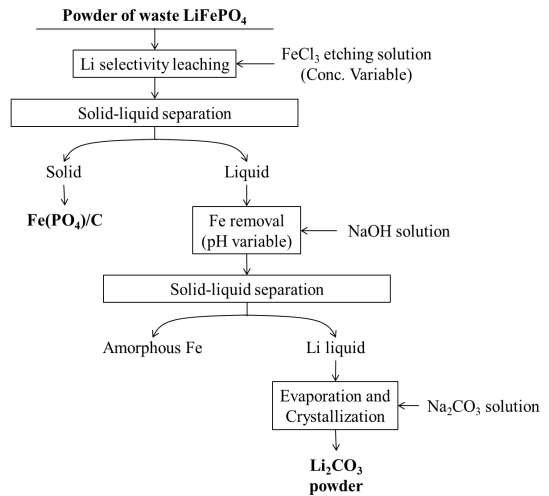 Powder of waste LiFePO₄
Li selectivity leaching
FeCl₃ etching solution
(Conc. Variable)
Solid-liquid separation
Solid
Liquid
Fe(PO₄)/C
Fe removal
(pH variable)
NaOH solution
Solid-liquid separation
Amorphous Fe
Li liquid
Evaporation and
Crystallization
Na₂CO₃ solution
Li₂CO₃
powder